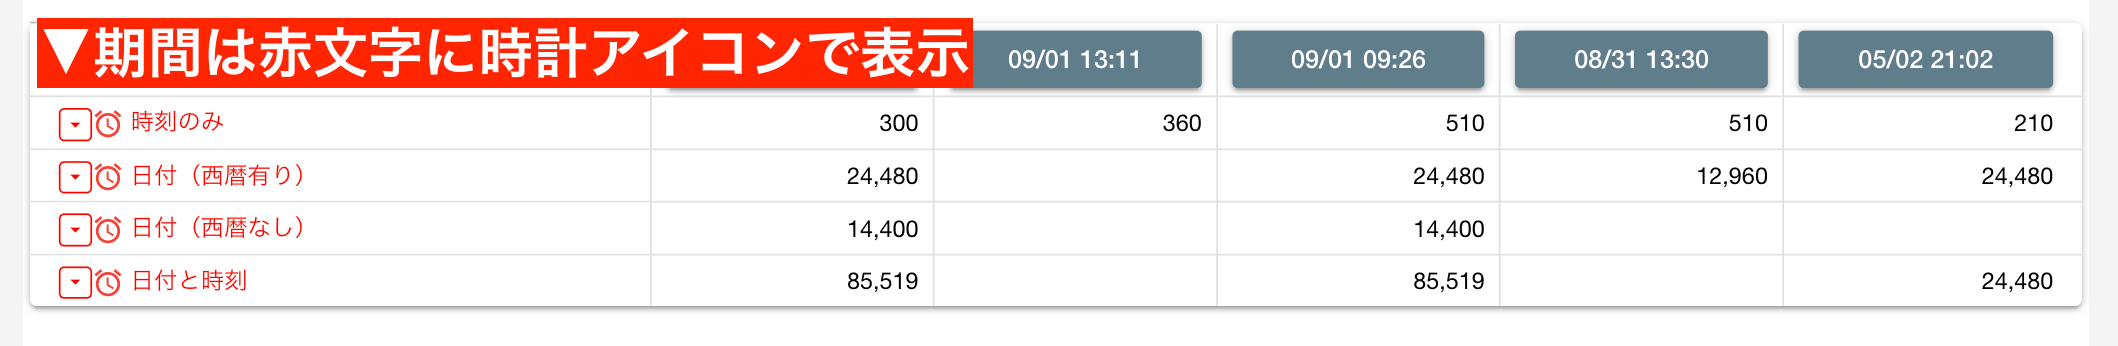 ▼期間は赤文字に時計アイコンで表示 09/01 13:11 09/01 09:26 08/31 13:30 05/02 21:02
時刻のみ 300 360 510 510 210
日付（西暦有り） 24,480 24,480 12,960 24,480
日付（西暦なし） 14,400 14,400
日付と時刻 85,519 85,519 24,480